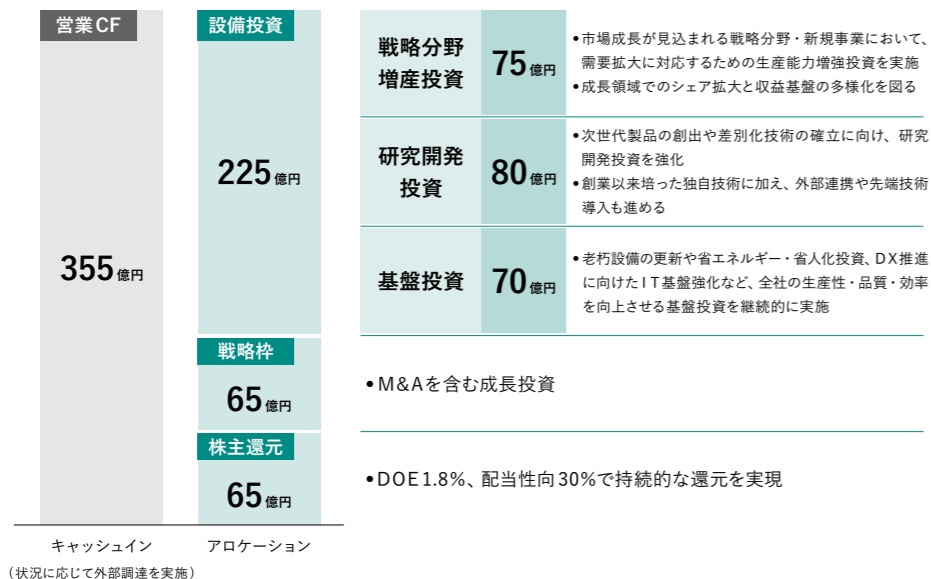 営業CF
355億円
キャッシュイン
(状況に応じて外部調達を実施)
設備投資
225億円
戦略枠
65億円
株主還元
65億円
アロケーション
戦略分野
増産投資
75億円
•市場成長が見込まれる戦略分野・新規事業において、
需要拡大に対応するための生産能力増強投資を実施
•成長領域でのシェア拡大と収益基盤の多様化を図る
研究開発
投資
80億円
•次世代製品の創出や差別化技術の確立に向け、研究
開発投資を強化
•創業以来培った独自技術に加え、外部連携や先端技術
導入も進める
基盤投資
70億円
•老朽設備の更新や省エネルギー・省人化投資、DX推進
に向けたIT基盤強化など、全社の生産性・品質・効率
を向上させる基盤投資を継続的に実施
•M&Aを含む成長投資
•DOE1.8%、配当性向30%で持続的な還元を実現